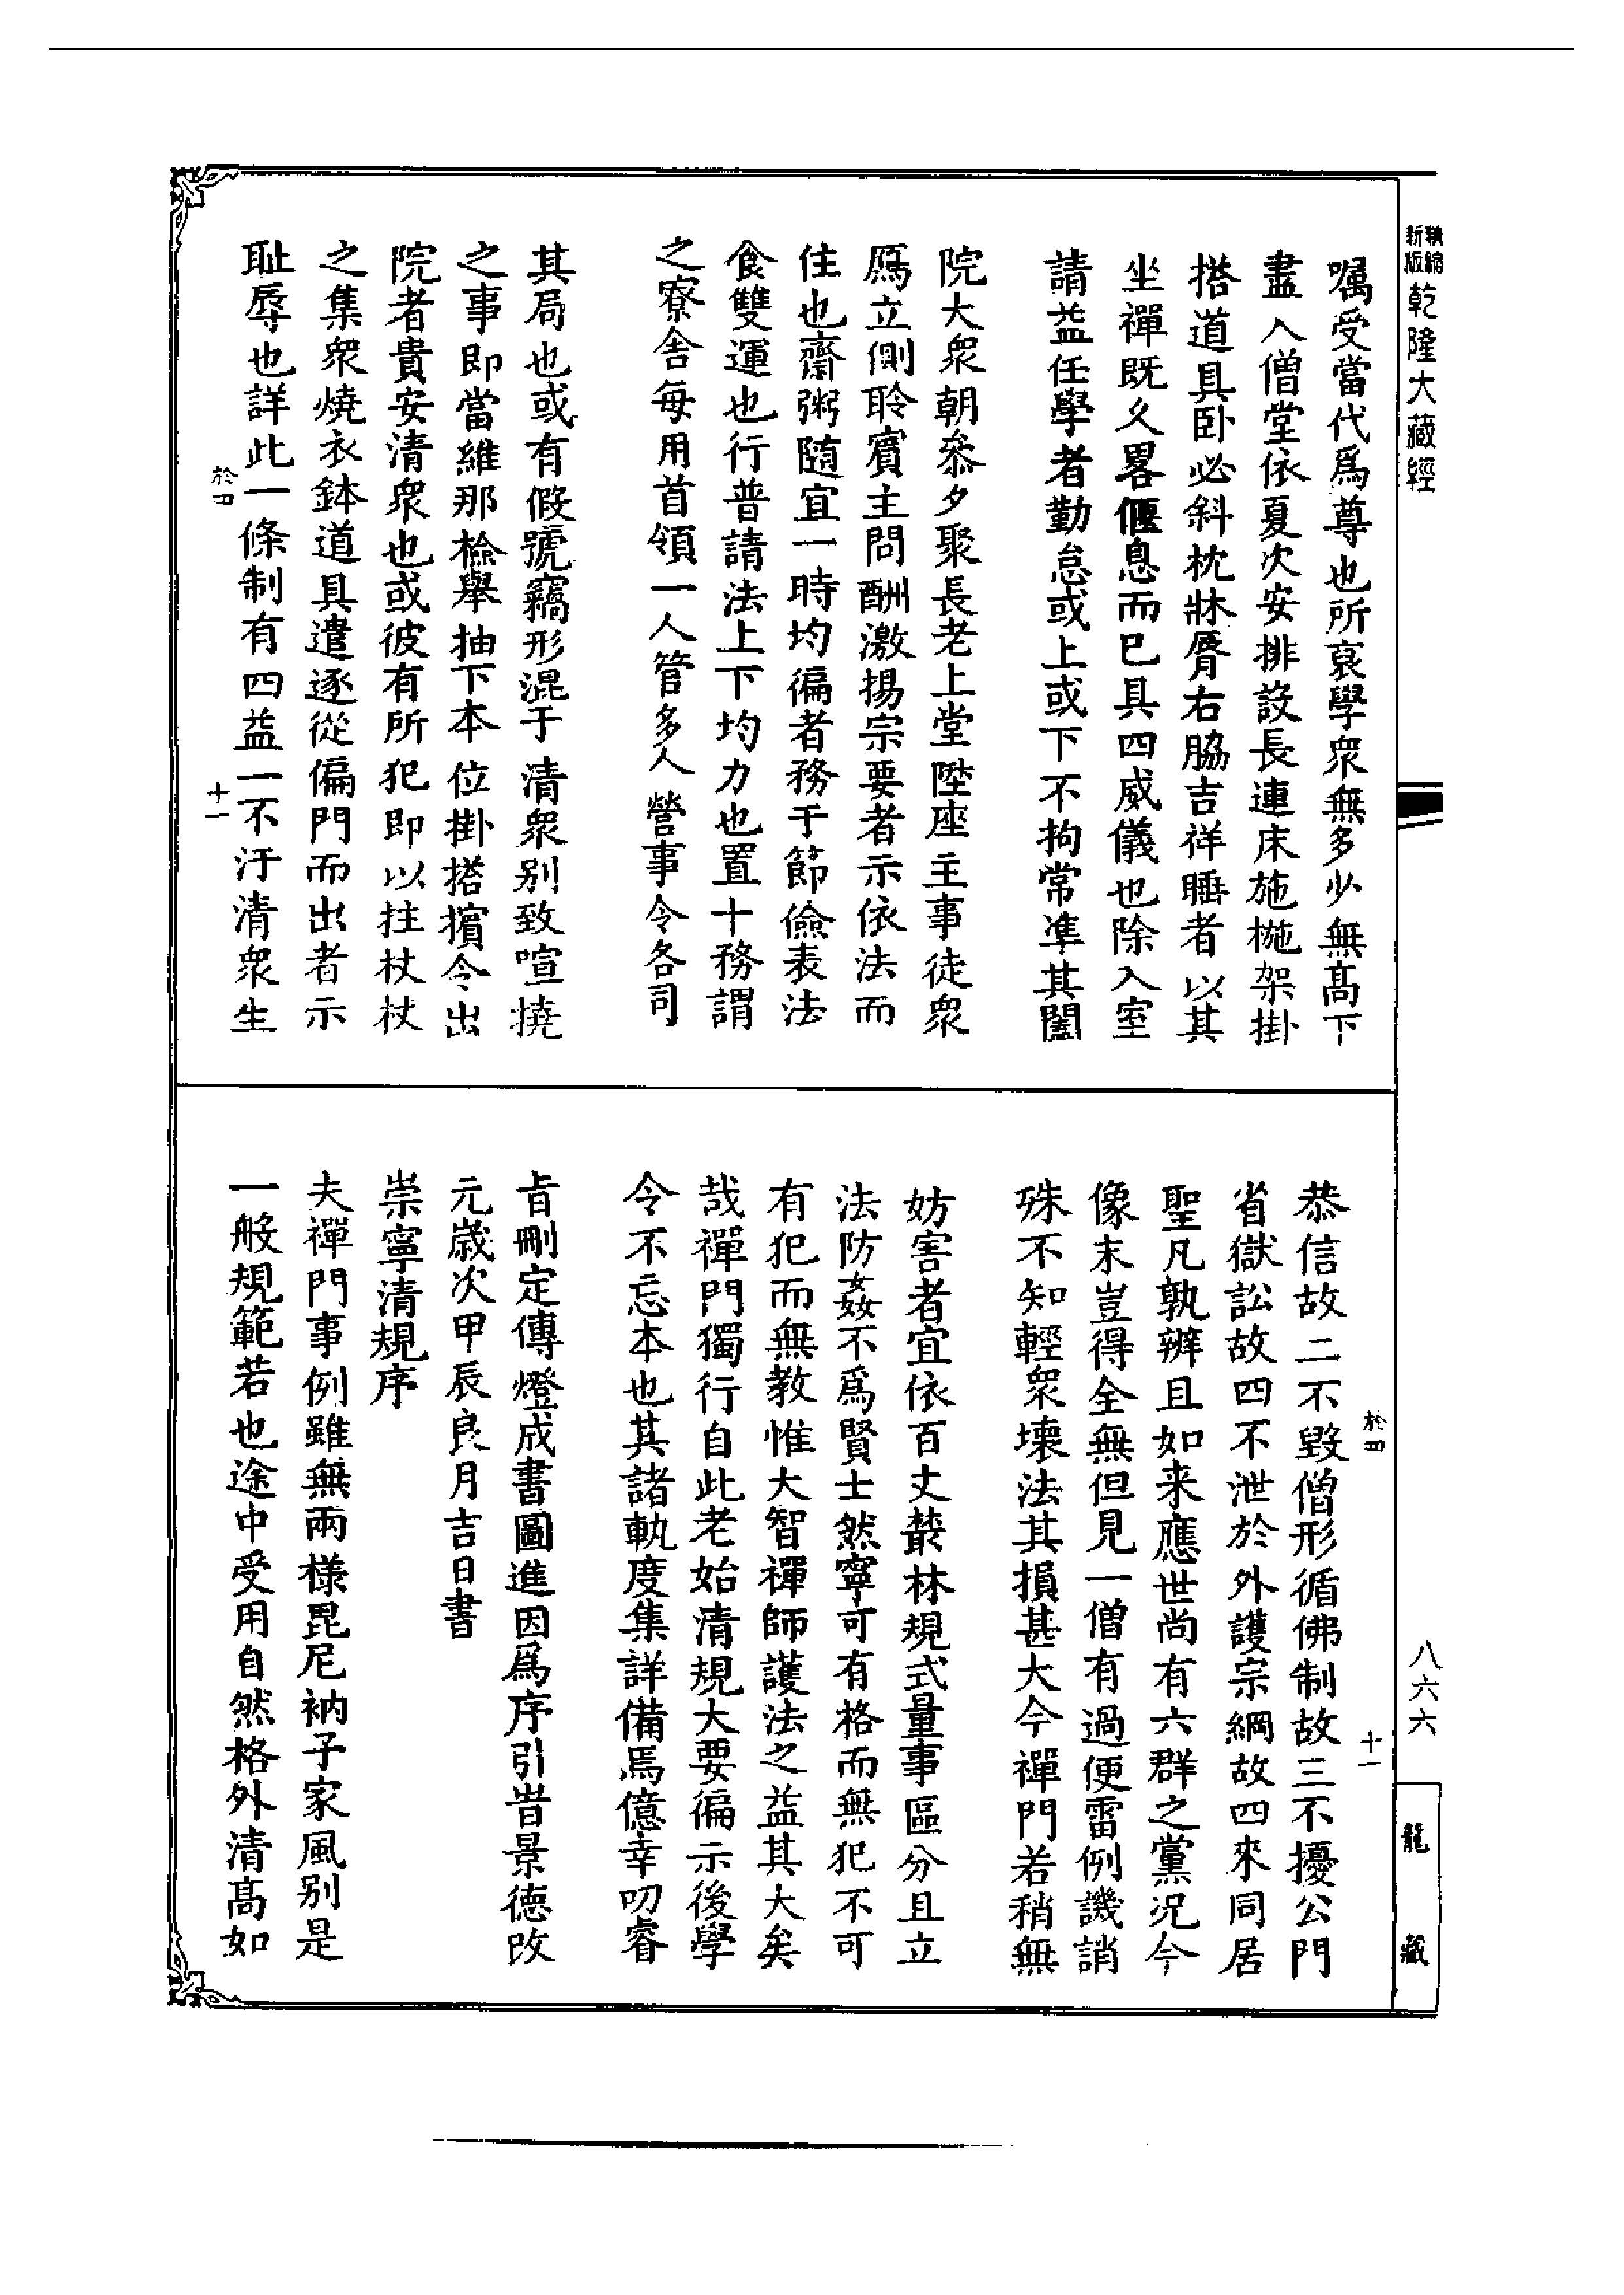 乾隆大藏經
新版
囑受當代爲尊也所裒學衆無多少無髙下
盡入僧堂依夏次安排設長連床施椸架掛
搭道具卧必斜枕牀脣右脇吉祥睡者以其
坐禪既久畧偃息而已具四威儀也除入室
請益任學者勤怠或上或下不拘常凖其闔
院大衆朝叅夕聚長老上堂陞座主事徒衆
鴈立側聆賓主問酬激揚宗要者示依法而
住也齋粥隨宜一時均徧者務于節儉表法
食雙運也行普請法上下均力也置十務謂
之寮舍每用首領一人管多人營事令各司
其局也或有假號竊形混于清衆别致喧撓
之事即當維那檢舉抽下本位掛搭擯令出
院者貴安清衆也或彼有所犯即以拄杖杖
之集衆燒衣鉢道具遣逐從偏門而出者示
耻辱也詳此一條制有四益一不汙清衆生
於四
十一
恭信故二不毀僧形循佛制故三不擾公門
省獄訟故四不泄於外護宗綱故四來同居
聖凡孰辨且如来應世尚有六群之黨况今
像末豈得全無但見一僧有過便雷例譏誚
殊不知輕衆壊法其損甚大今禪門若稍無
妨害者宜依百丈叢林規式量事區分且立
法防姦不爲賢士然寧可有格而無犯不可
有犯而無教惟大智禪師護法之益其大矣
哉禪門獨行自此老始清規大要徧示後學
令不忘本也其諸軌度集詳備焉億幸叨睿
旨刪定傳燈成書圖進因爲序引峕景德改
元歲次甲辰良月吉日書
崇寧清規序
夫禪門事例雖無兩様毘尼衲子家風别是
一般規範若也途中受用自然格外清髙如
於四
十一
八六六
龍藏